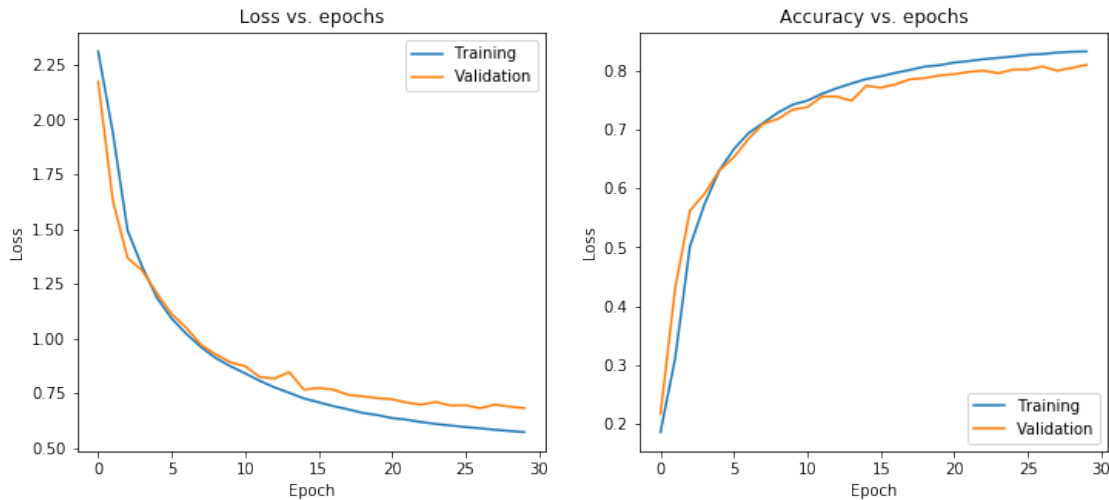 Loss vs. epochs
Training
Validation
2.25
2.00
1.75
1.50
1.25
1.00
0.75
0.50
Loss
0 5 10 15 20 25 30
Epoch
Accuracy vs. epochs
0.8
0.7
0.6
0.5
0.4
0.3
0.2
Loss
Training
Validation
0 5 10 15 20 25 30
Epoch